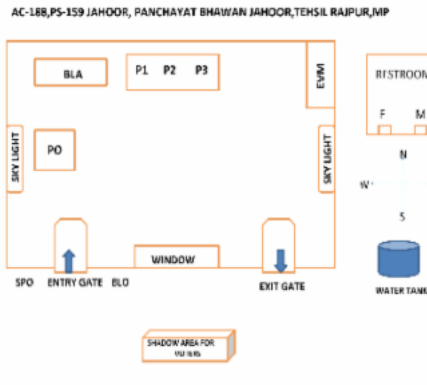 AC-188,PS-159 JAHOOR, PANCHAYAT BHAWAN JAHOOR,TEHSIL RAJPUR,MP
BLA
P1 P2 P3
EVM
RESTROOM
F M
SKY LIGHT
PO
SKY LIGHT
N
W
S
WINDOW
SPO ENTRY GATE BLO
EXIT GATE
WATER TANK
SHADOW AREA FOR
VOTERS